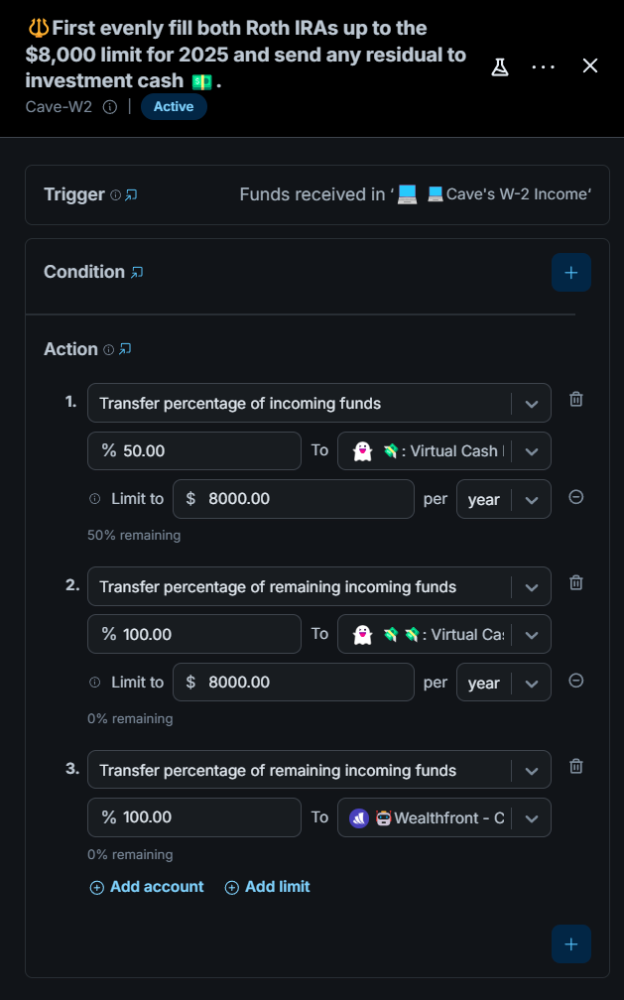 🔱First evenly fill both Roth IRAs up to the
$8,000 limit for 2025 and send any residual to
investment cash 💵 .
Cave-W2 ⓘ | Active
Trigger ⓘ Funds received in ‘💻 💻Cave's W-2 Income‘
Condition
+
Action ⓘ
1. Transfer percentage of incoming funds
% 50.00 To 👻 💸: Virtual Cash
ⓘ Limit to $ 8000.00 per year
50% remaining
2. Transfer percentage of remaining incoming funds
% 100.00 To 👻 💸 💸: Virtual Ca
ⓘ Limit to $ 8000.00 per year
0% remaining
3. Transfer percentage of remaining incoming funds
% 100.00 To 🤖Wealthfront - C
0% remaining
⊕ Add account ⊕ Add limit
+